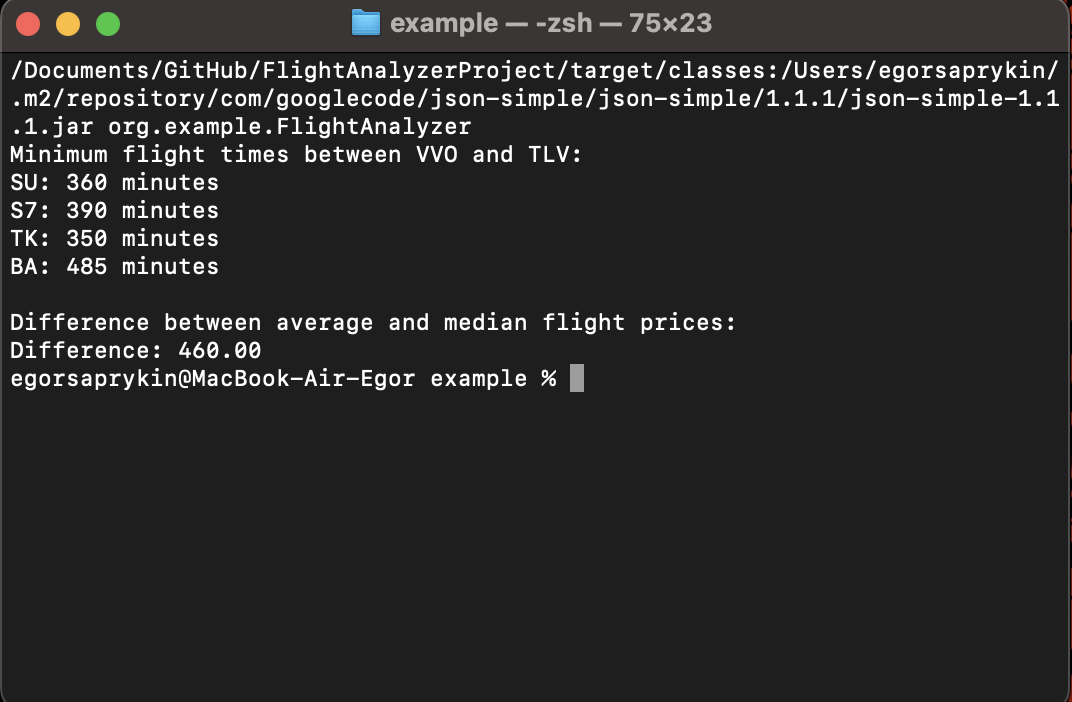 example — -zsh — 75×23
/Documents/GitHub/FlightAnalyzerProject/target/classes:/Users/egorsaprykin/
.m2/repository/com/googlecode/json-simple/json-simple/1.1.1/json-simple-1.1
.1.jar org.example.FlightAnalyzer
Minimum flight times between VVO and TLV:
SU: 360 minutes
S7: 390 minutes
TK: 350 minutes
BA: 485 minutes
Difference between average and median flight prices:
Difference: 460.00
egorsaprykin@MacBook-Air-Egor example %